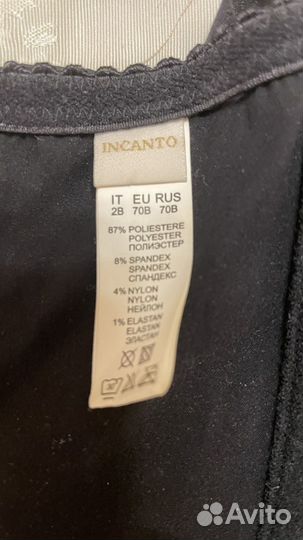 INCANTO
IT EU RUS
2B 70B 70B
87% POLIESTERE
POLYESTER
ПОЛИЭСТЕР
8% SPANDEX
SPANDEX
СПАНДЕКС
4% NYLON
NYLON
НЕЙЛОН
1% ELASTAN
ELASTAN
ЭЛАСТАН
Avito